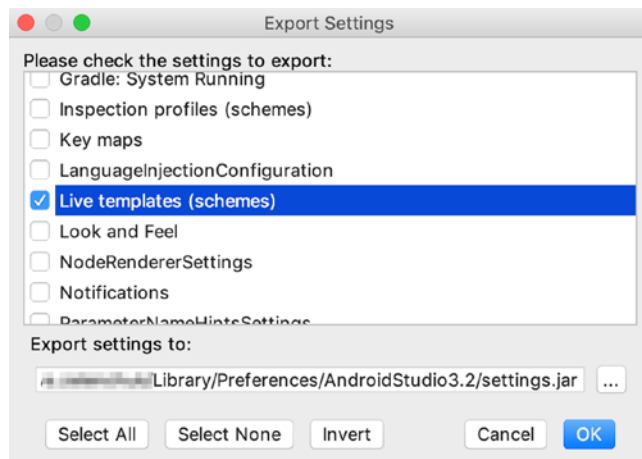 Export Settings
Please check the settings to export:
Gradle: System Running
Inspection profiles (schemes)
Key maps
LanguageInjectionConfiguration
Live templates (schemes)
Look and Feel
NodeRendererSettings
Notifications
ParameterNameHintsSettings
Export settings to:
/Library/Preferences/AndroidStudio3.2/settings.jar ...
Select All Select None Invert Cancel OK